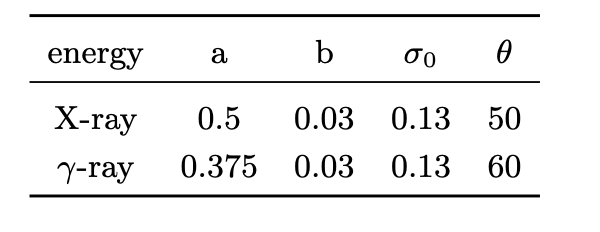 energy a b σ₀ θ
X-ray 0.5 0.03 0.13 50
γ-ray 0.375 0.03 0.13 60